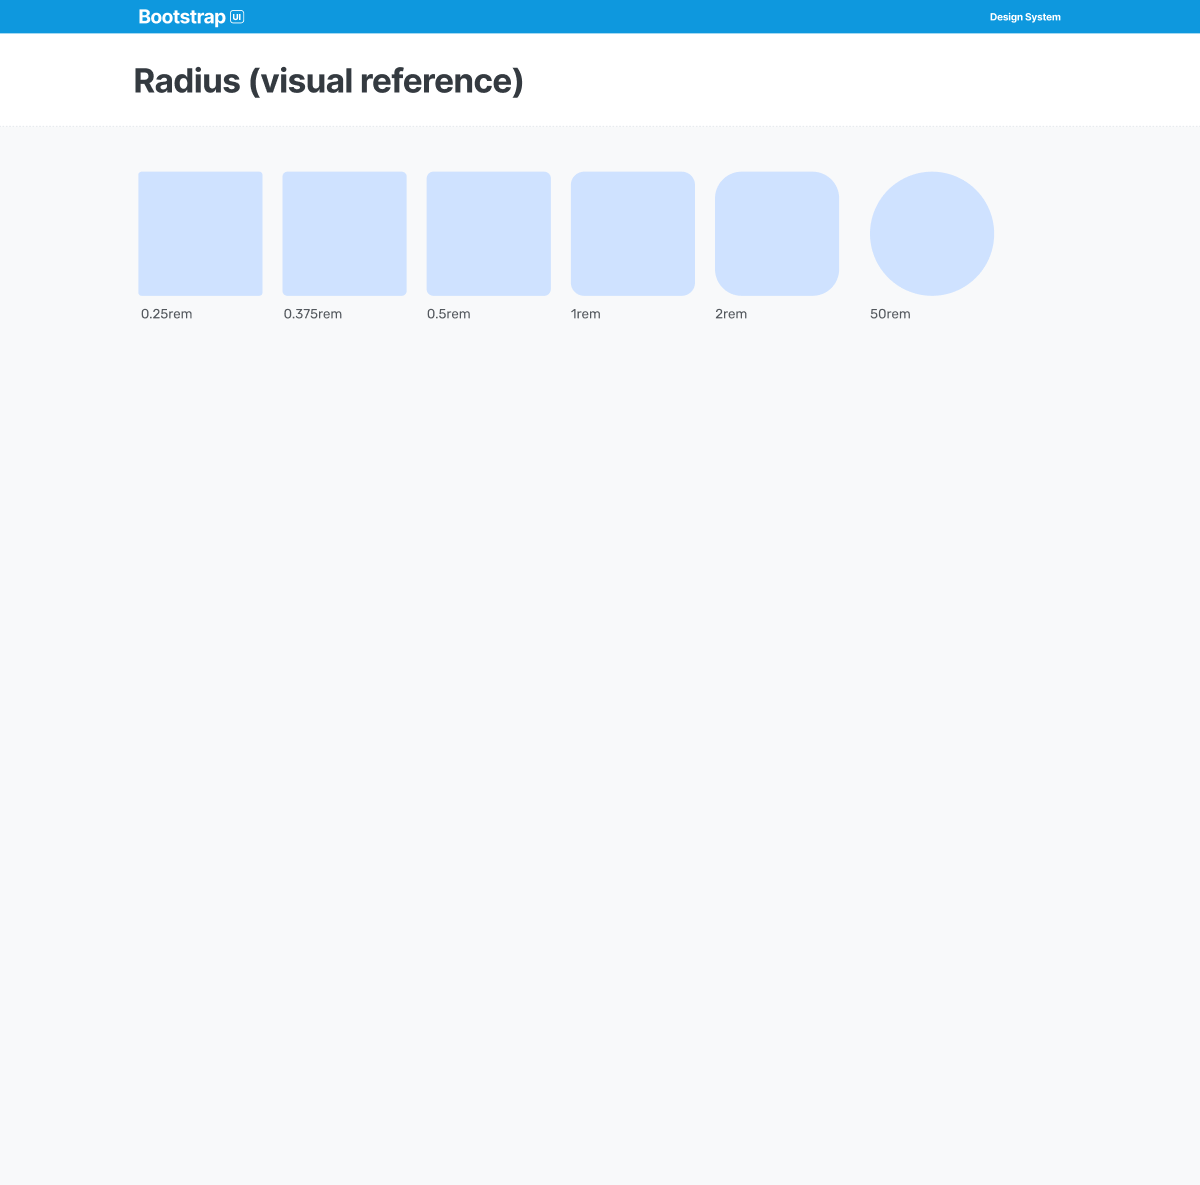 Bootstrap UI
Design System
Radius (visual reference)
0.25rem
0.375rem
0.5rem
1rem
2rem
50rem